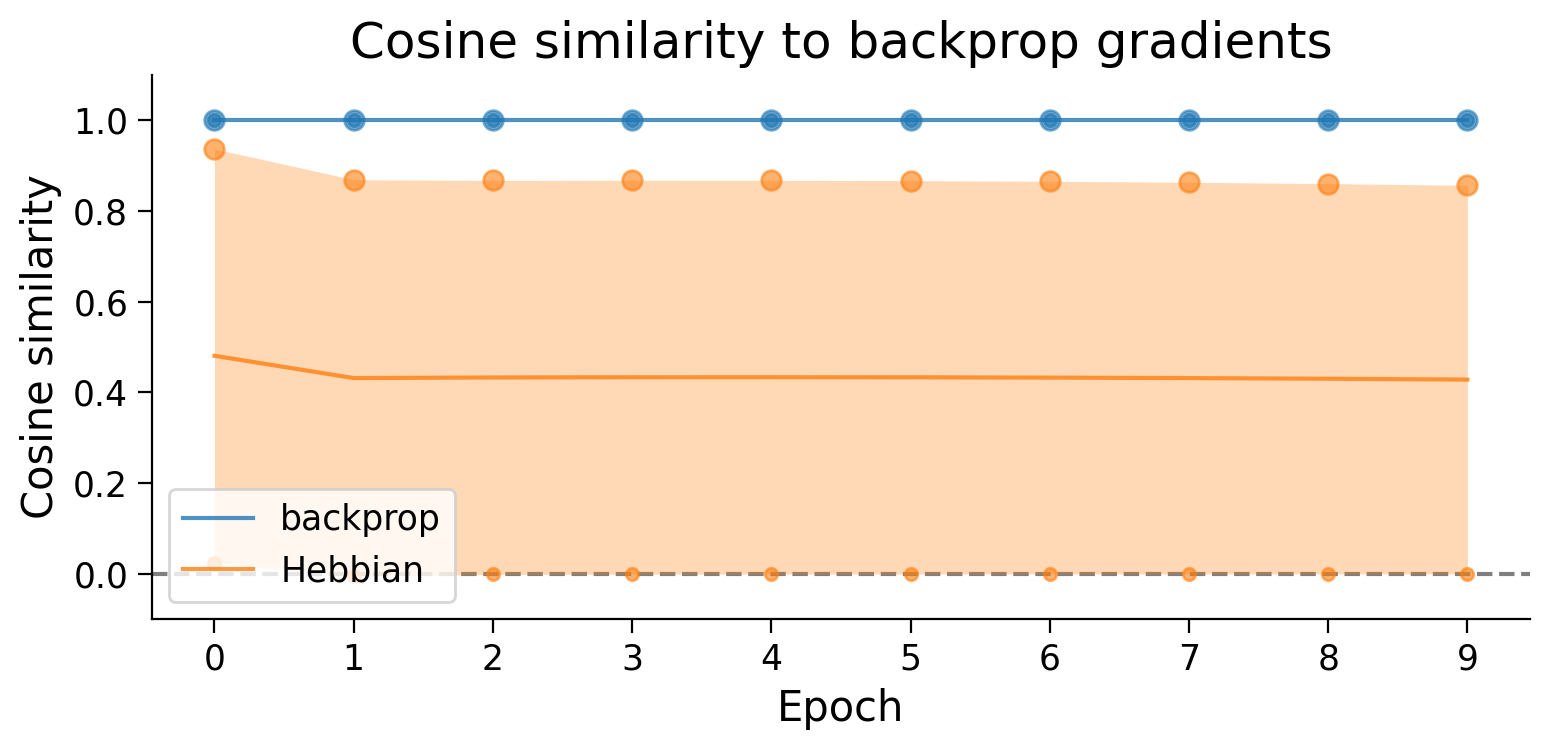 Cosine similarity to backprop gradients
Cosine similarity
1.0
0.8
0.6
0.4
0.2
0.0
backprop
Hebbian
0 1 2 3 4 5 6 7 8 9
Epoch